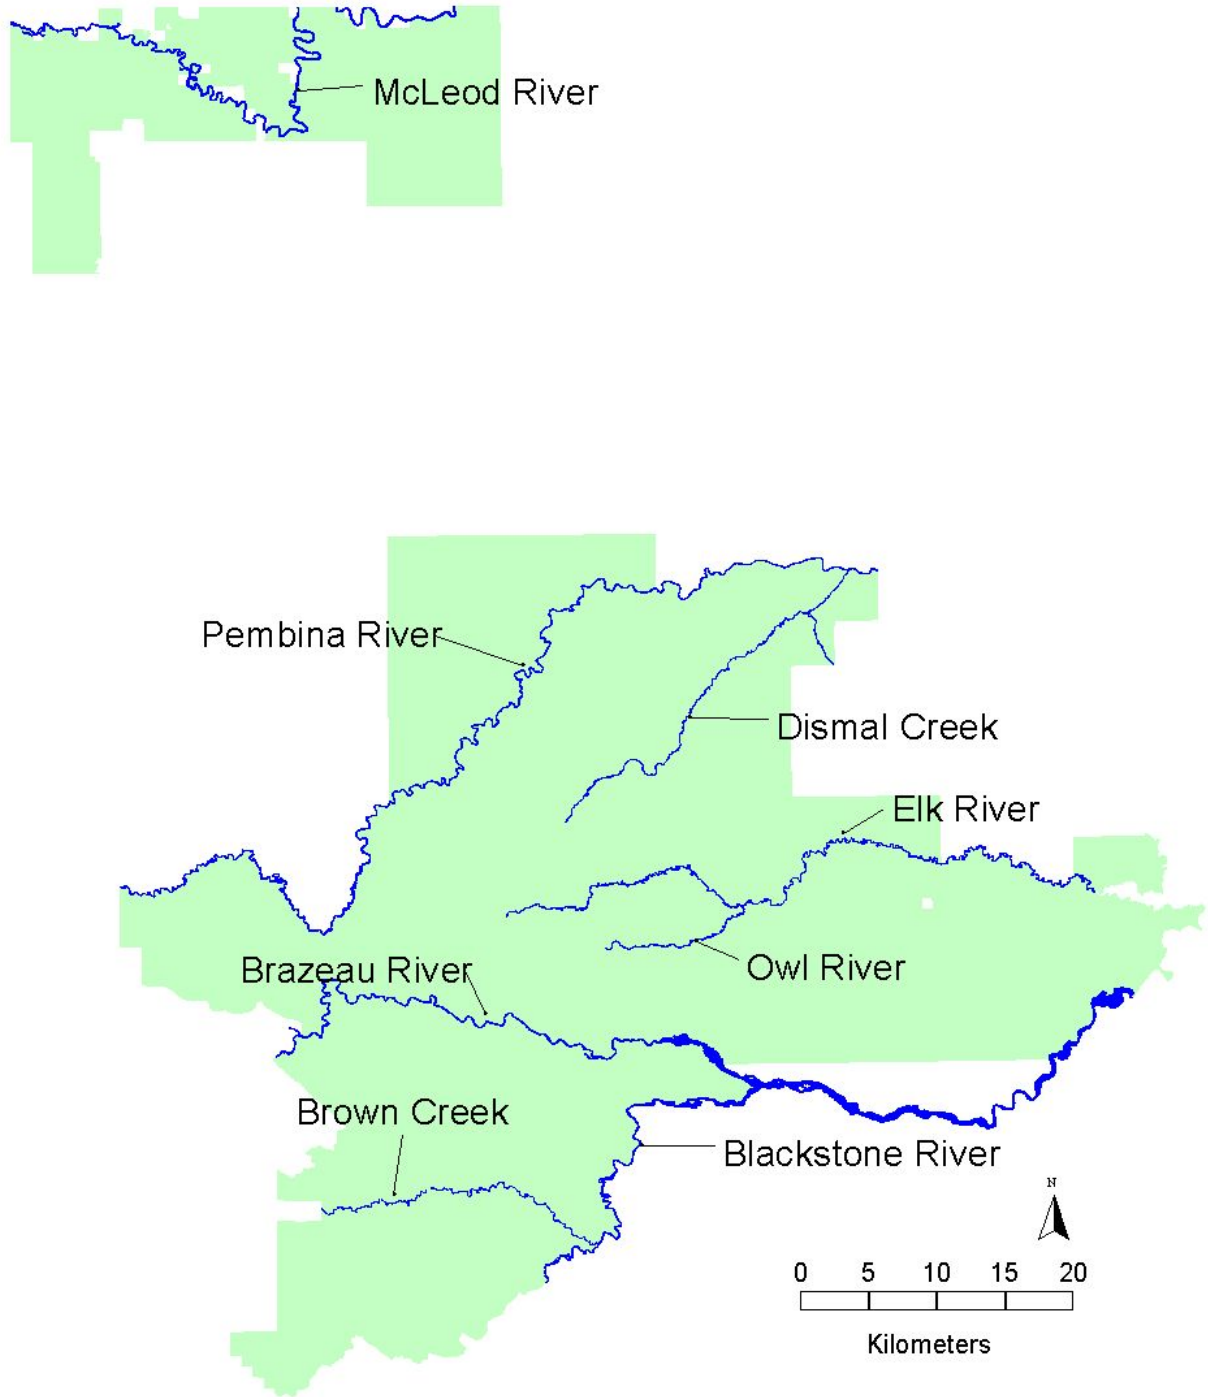 McLeod River
Pembina River
Dismal Creek
Elk River
Owl River
Brazeau River
Brown Creek
Blackstone River
N
0 5 10 15 20
Kilometers